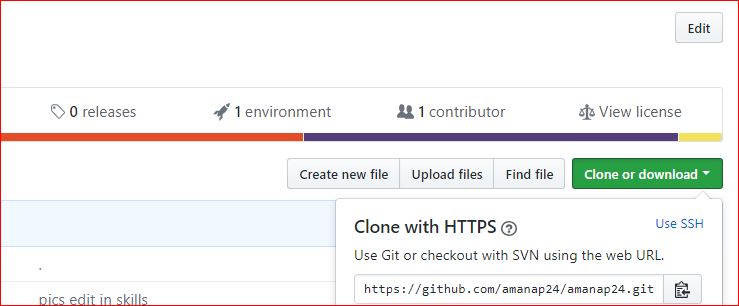 Edit
0 releases 1 environment 1 contributor View license
Create new file Upload files Find file Clone or download
Clone with HTTPS ? Use SSH
Use Git or checkout with SVN using the web URL.
.
https://github.com/amanap24/amanap24.git
pics edit in skills